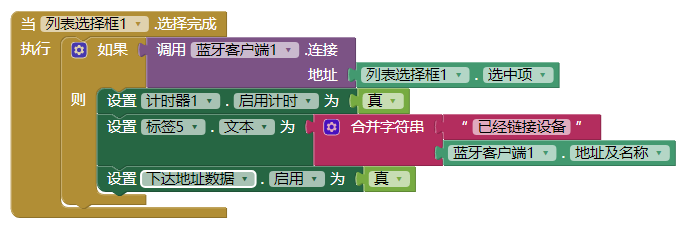 当 列表选择框1 .选择完成
执行 如果 调用 蓝牙客户端1 .连接
地址 列表选择框1 . 选中项
则 设置 计时器1 . 启用计时 为 真
设置 标签5 . 文本 为 合并字符串 “ 已经链接设备 ”
蓝牙客户端1 . 地址及名称
设置 下达地址数据 . 启用 为 真